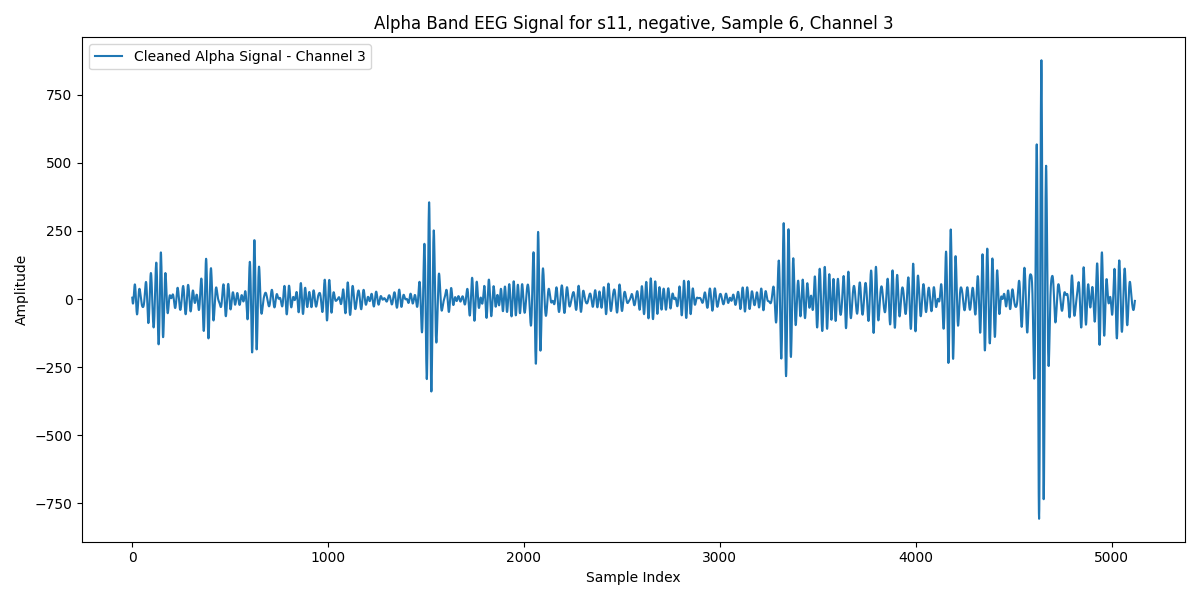 Alpha Band EEG Signal for s11, negative, Sample 6, Channel 3
Cleaned Alpha Signal - Channel 3
750
500
250
0
−250
−500
−750
Amplitude
0 1000 2000 3000 4000 5000
Sample Index